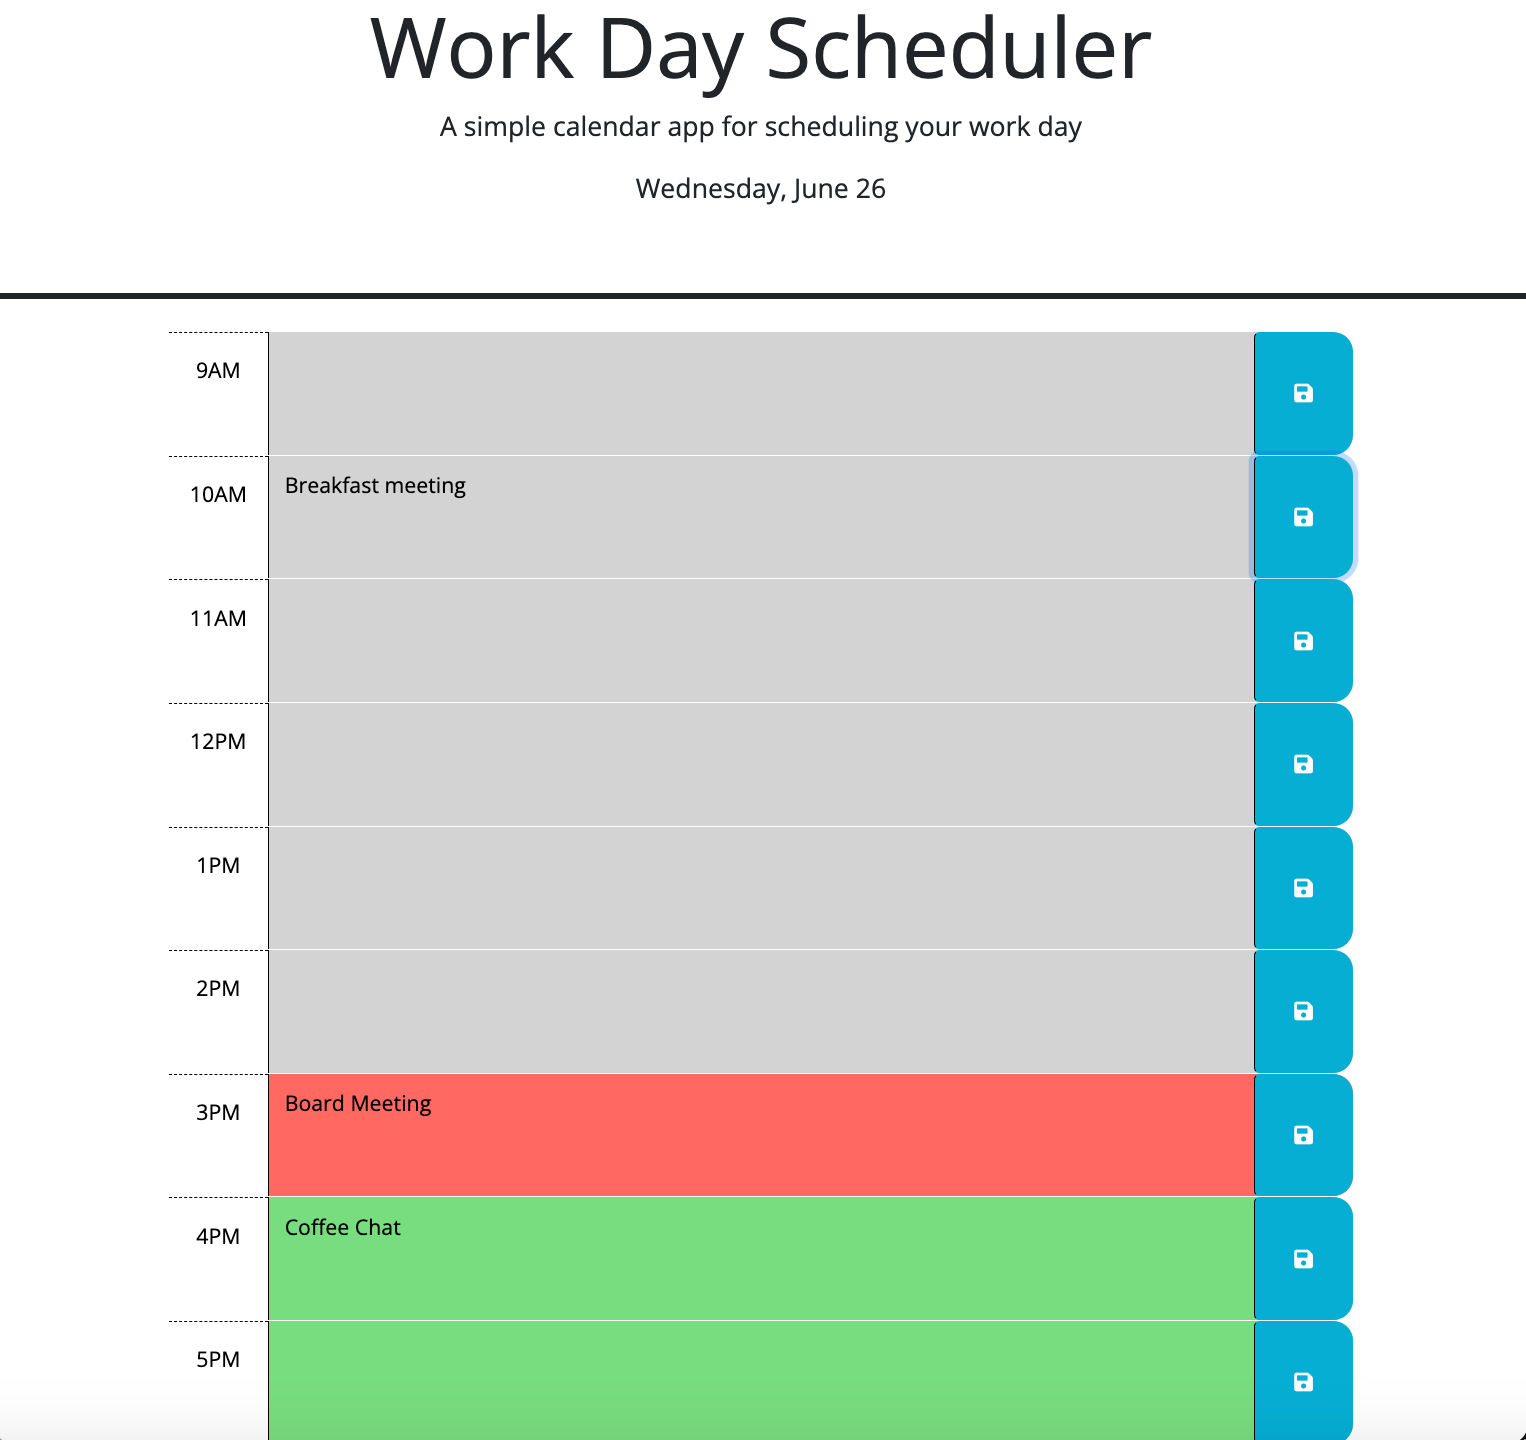 Work Day Scheduler
A simple calendar app for scheduling your work day
Wednesday, June 26
9AM
10AM
Breakfast meeting
11AM
12PM
1PM
2PM
3PM
Board Meeting
4PM
Coffee Chat
5PM